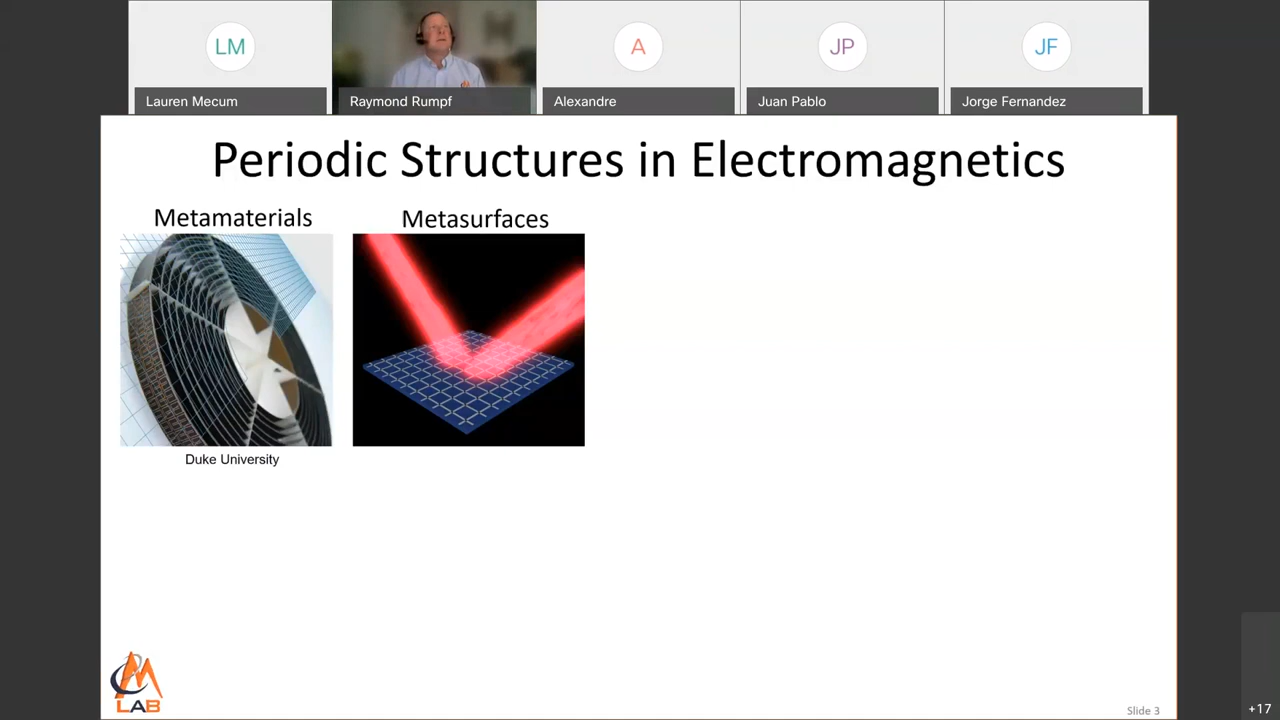 LM
A
JP
JF
Lauren Mecum
Raymond Rumpf
Alexandre
Juan Pablo
Jorge Fernandez
Periodic Structures in Electromagnetics
Metamaterials
Metasurfaces
Duke University
EM
LAB
Slide 3
+17